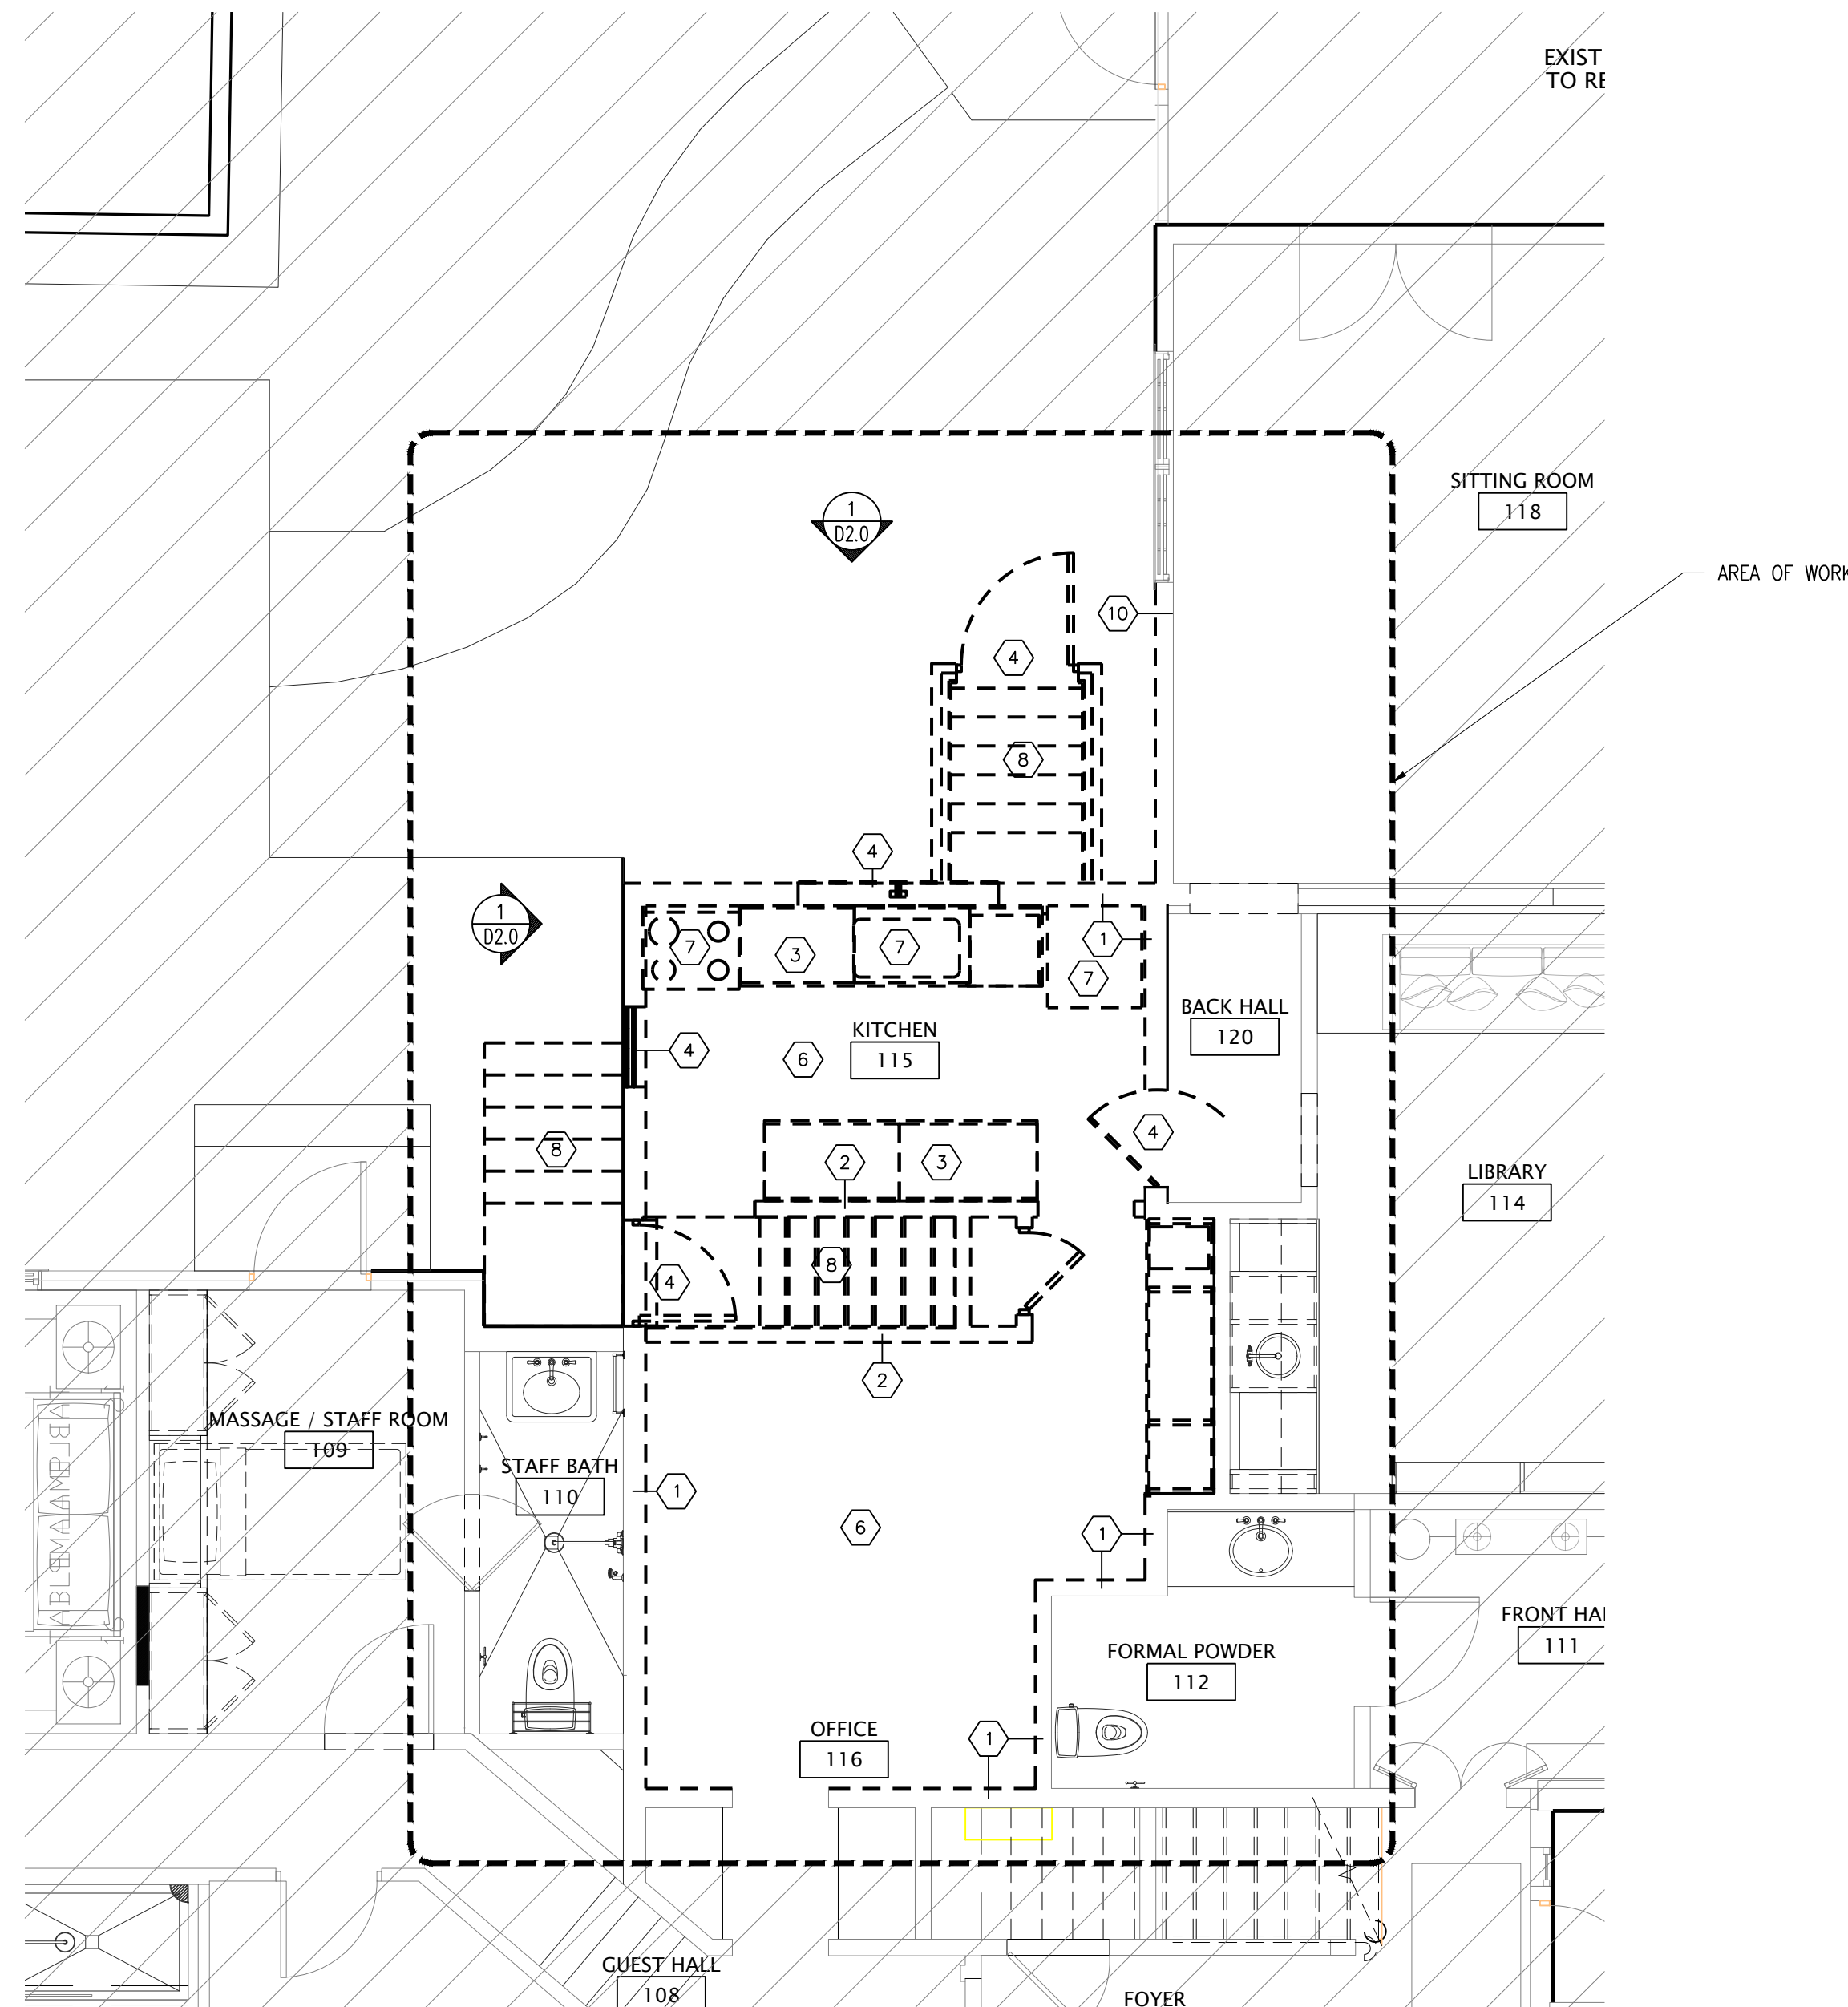 EXIST
TO RE
SITTING ROOM
118
1
D2.0
AREA OF WORK
10
4
8
4
1
D2.0
7
3
7
1
7
BACK HALL
120
KITCHEN
115
4
6
4
8
2
3
LIBRARY
114
8
4
2
MASSAGE / STAFF ROOM
109
STAFF BATH
110
1
6
1
FRONT HA
111
FORMAL POWDER
112
OFFICE
116
1
GUEST HALL
108
FOYER